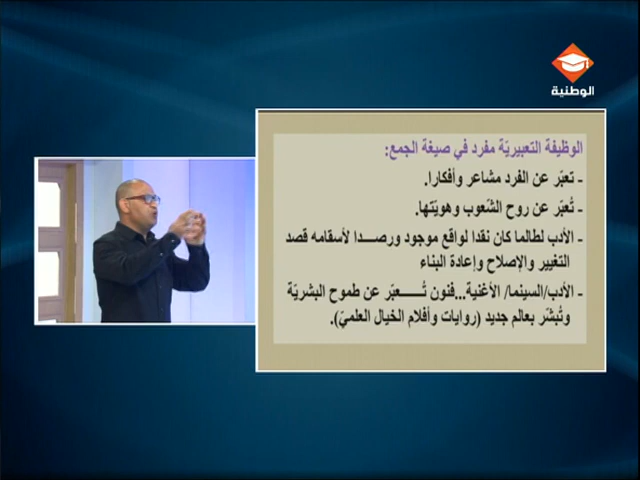 الوطنية
الوظيفة التعبيريّة مفرد في صيغة الجمع:
- تعبّر عن الفرد مشاعر وأفكارا.
- تُعبّر عن روح الشّعوب وهويّتها.
- الأدب لطالما كان نقدا لواقع موجود ورصدا لأسقامه قصد
التغيير والإصلاح وإعادة البناء
- الأدب/السينما/ الأغنية...فنون تُـعبّر عن طموح البشريّة
وتُبشّر بعالم جديد (روايات وأفلام الخيال العلميّ).